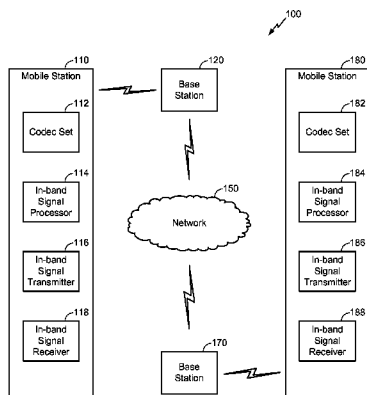 100
110
Mobile Station
112
Codec Set
114
In-band
Signal
Processor
116
In-band
Signal
Transmitter
118
In-band
Signal
Receiver
120
Base
Station
150
Network
170
Base
Station
180
Mobile Station
182
Codec Set
184
In-band
Signal
Processor
186
In-band
Signal
Transmitter
188
In-band
Signal
Receiver